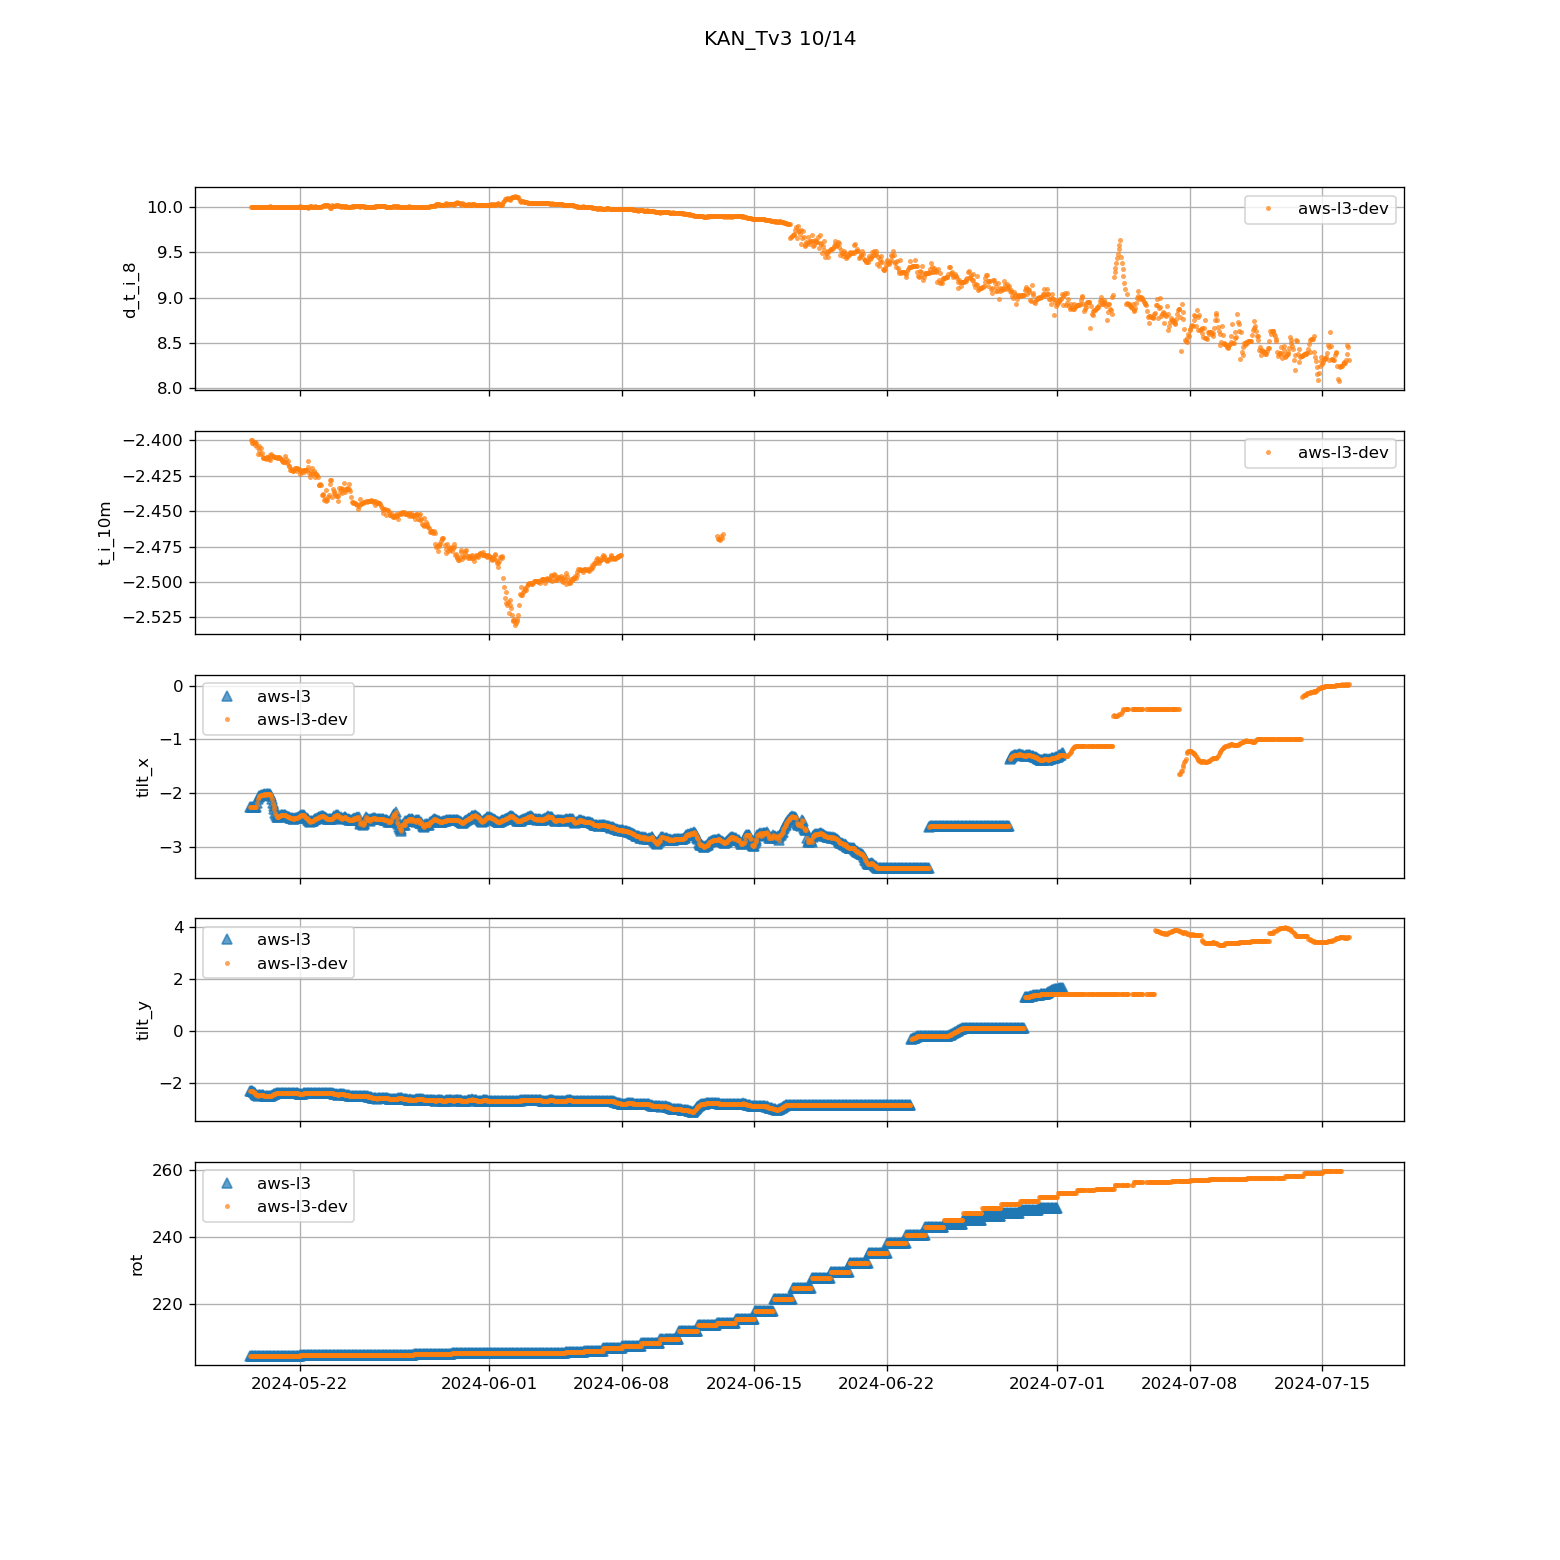 KAN_Tv3 10/14
10.0
9.5
9.0
8.5
8.0
d_t_i_8
aws-l3-dev
−2.400
−2.425
−2.450
−2.475
−2.500
−2.525
t_i_10m
aws-l3-dev
0
−1
−2
−3
tilt_x
aws-l3
aws-l3-dev
4
2
0
−2
tilt_y
aws-l3
aws-l3-dev
260
240
220
rot
aws-l3
aws-l3-dev
2024-05-22 2024-06-01 2024-06-08 2024-06-15 2024-06-22 2024-07-01 2024-07-08 2024-07-15